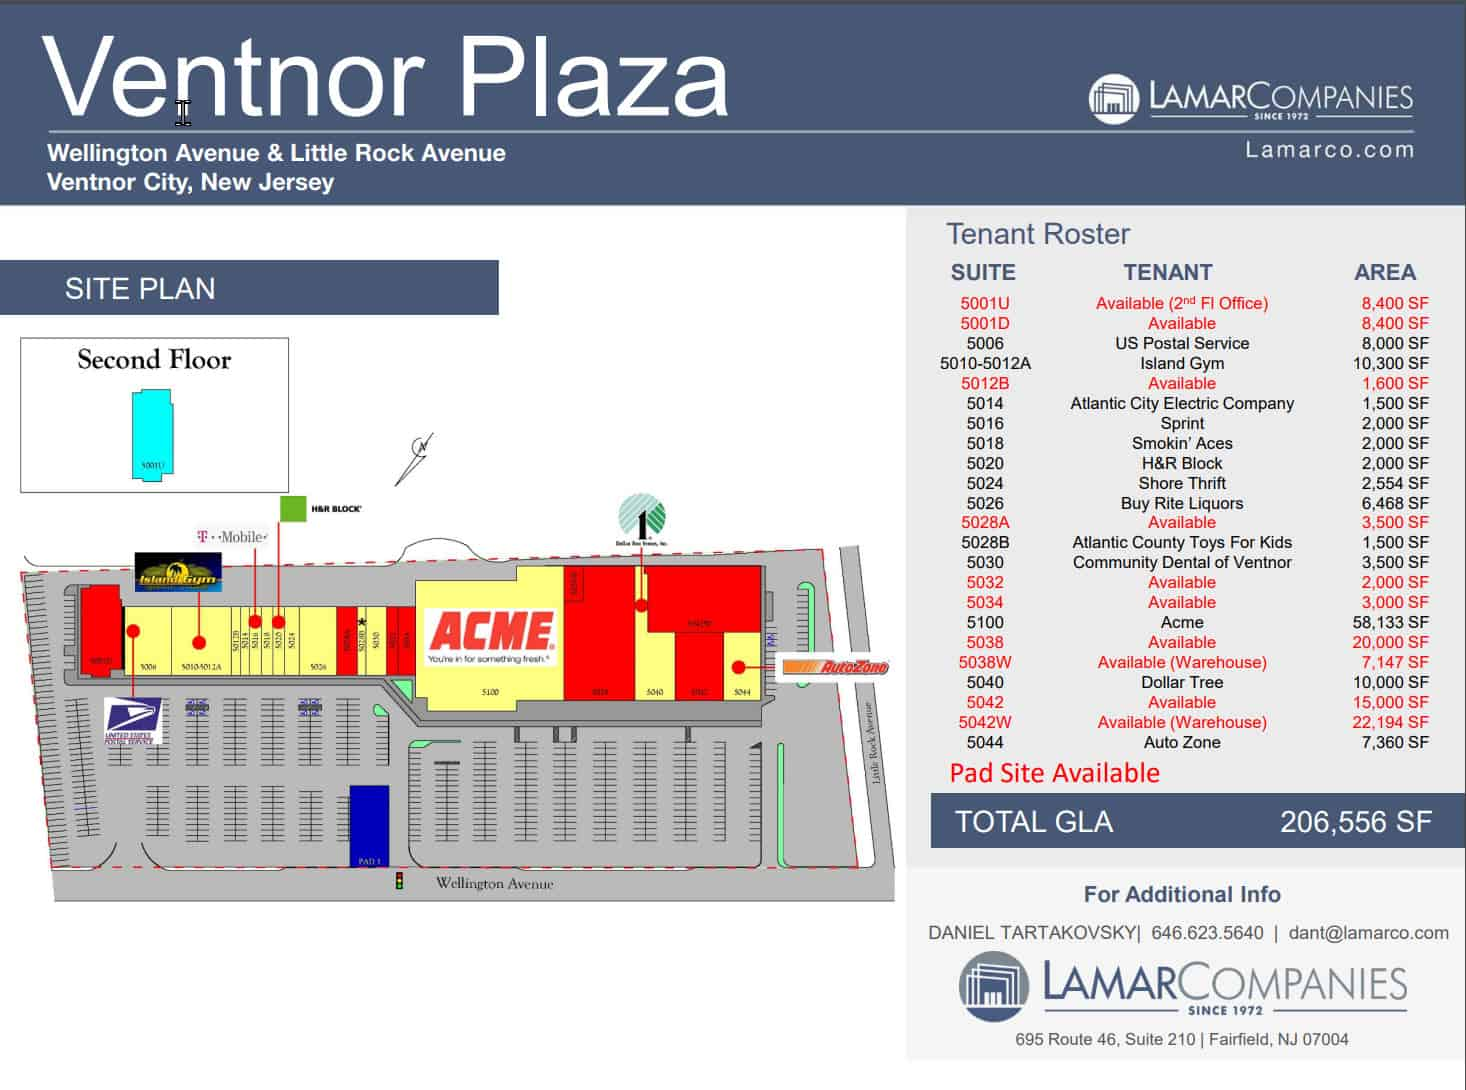 Ventnor Plaza
Wellington Avenue & Little Rock Avenue
Ventnor City, New Jersey
LAMARCOMPANIES
SINCE 1972
Lamarco.com
SITE PLAN
Second Floor
5001U
N
H&R BLOCK
T··Mobile
Island Gym
ACME
You're in for something fresh.
AutoZone
UNITED STATES
POSTAL SERVICE
5006
5010-5012A
5012B
5014
5016
5018
5020
5024
5026
5030
5100
5040
5044
PAD 1
Wellington Avenue
Little Rock Avenue
Tenant Roster
SUITE TENANT AREA
5001U Available (2nd Fl Office) 8,400 SF
5001D Available 8,400 SF
5006 US Postal Service 8,000 SF
5010-5012A Island Gym 10,300 SF
5012B Available 1,600 SF
5014 Atlantic City Electric Company 1,500 SF
5016 Sprint 2,000 SF
5018 Smokin' Aces 2,000 SF
5020 H&R Block 2,000 SF
5024 Shore Thrift 2,554 SF
5026 Buy Rite Liquors 6,468 SF
5028A Available 3,500 SF
5028B Atlantic County Toys For Kids 1,500 SF
5030 Community Dental of Ventnor 3,500 SF
5032 Available 2,000 SF
5034 Available 3,000 SF
5100 Acme 58,133 SF
5038 Available 20,000 SF
5038W Available (Warehouse) 7,147 SF
5040 Dollar Tree 10,000 SF
5042 Available 15,000 SF
5042W Available (Warehouse) 22,194 SF
5044 Auto Zone 7,360 SF
Pad Site Available
TOTAL GLA 206,556 SF
For Additional Info
DANIEL TARTAKOVSKY| 646.623.5640 | dant@lamarco.com
LAMARCOMPANIES
SINCE 1972
695 Route 46, Suite 210 | Fairfield, NJ 07004